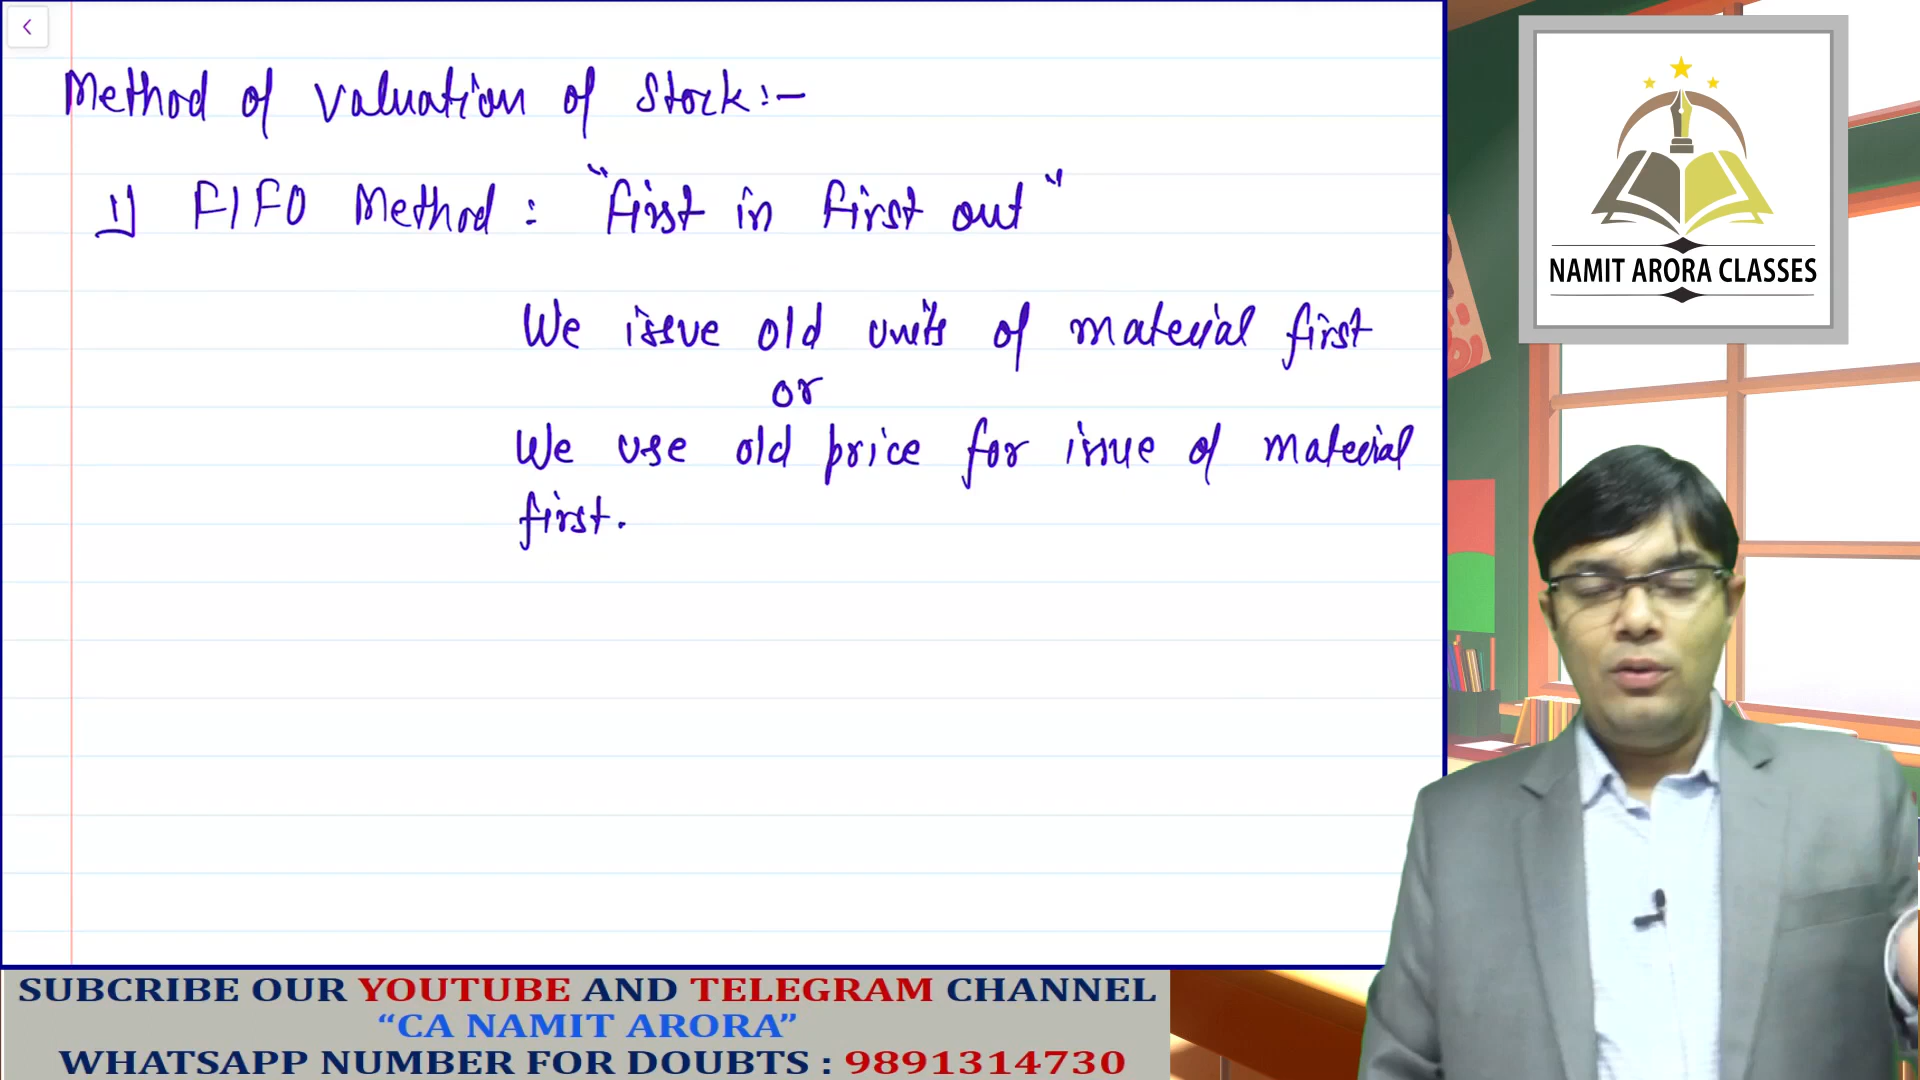 Method of Valuation of Stock:-
1) FIFO Method : "First in First out"
We issue old units of material first
or
We use old price for issue of material
first.
NAMIT ARORA CLASSES
SUBCRIBE OUR YOUTUBE AND TELEGRAM CHANNEL
“CA NAMIT ARORA”
WHATSAPP NUMBER FOR DOUBTS : 9891314730